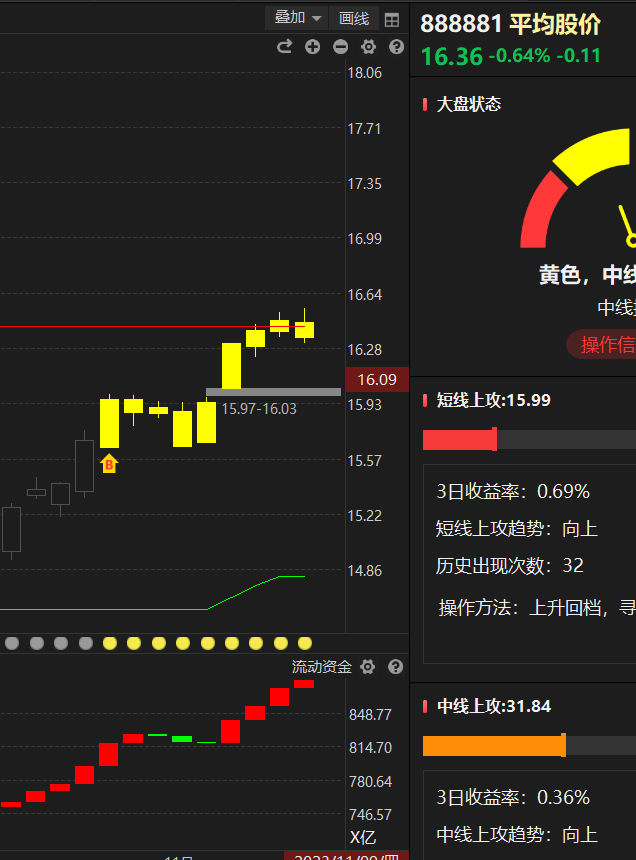 叠加 画线
888881 平均股价
16.36 -0.64% -0.11
18.06
17.71
17.35
16.99
16.64
16.28
16.09
15.93
15.57
15.22
14.86
15.97-16.03
B
大盘状态
黄色，中线
中线
操作信
短线上攻:15.99
3日收益率：0.69%
短线上攻趋势：向上
历史出现次数：32
操作方法：上升回档，寻
流动资金
848.77
814.70
780.64
746.57
X亿
11月
中线上攻:31.84
3日收益率：0.36%
中线上攻趋势：向上